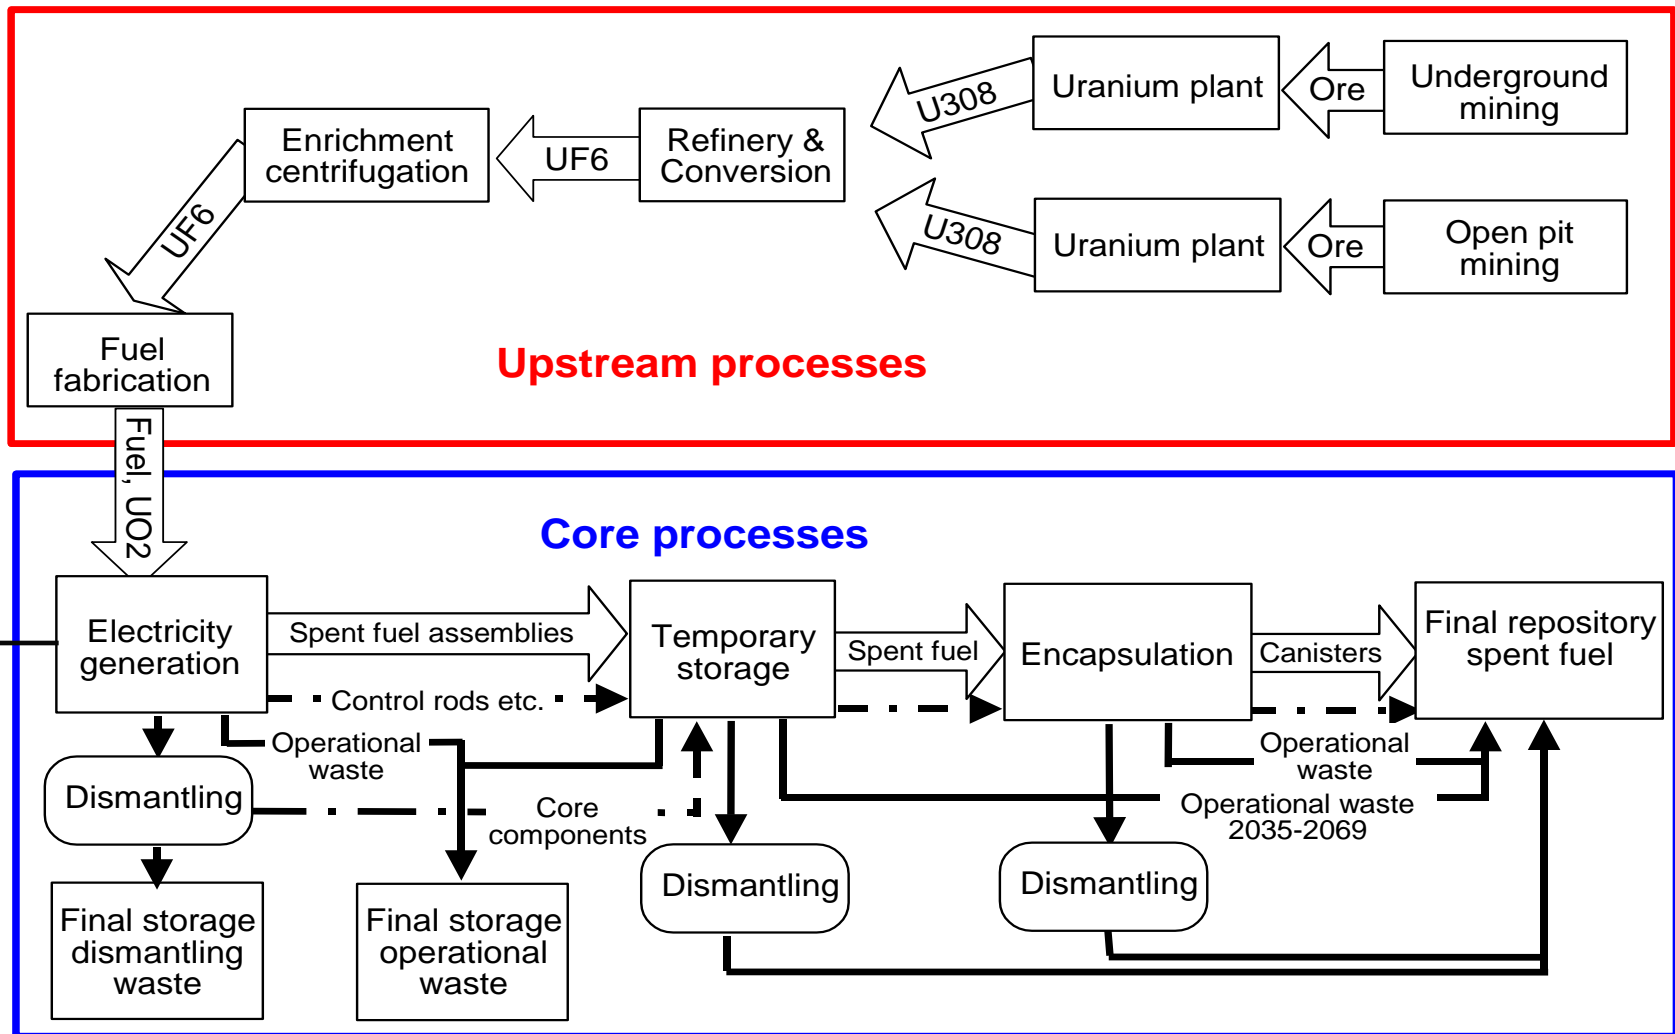 Underground
mining
Ore
Uranium plant
U308
Open pit
mining
Ore
Uranium plant
U308
Refinery &
Conversion
UF6
Enrichment
centrifugation
UF6
Fuel
fabrication
Upstream processes
Fuel, UO2
Core processes
Electricity
generation
Spent fuel assemblies
Temporary
storage
Spent fuel
Encapsulation
Canisters
Final repository
spent fuel
Control rods etc.
Operational
waste
Operational
waste
Dismantling
Core
components
Operational waste
2035-2069
Dismantling
Dismantling
Final storage
dismantling
waste
Final storage
operational
waste